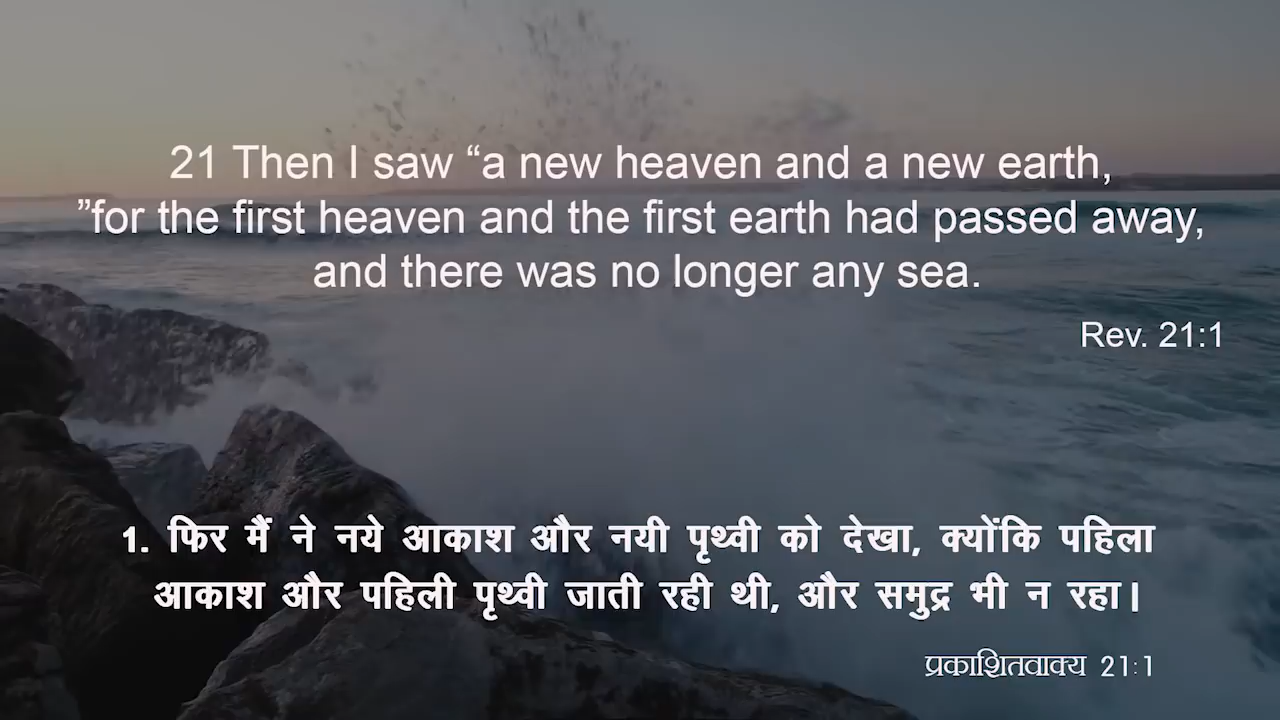 21 Then I saw “a new heaven and a new earth,
”for the first heaven and the first earth had passed away,
and there was no longer any sea.
Rev. 21:1
1. फिर मैं ने नये आकाश और नयी पृथ्वी को देखा, क्योंकि पहिला
आकाश और पहिली पृथ्वी जाती रही थी, और समुद्र भी न रहा।
प्रकाशितवाक्य 21:1